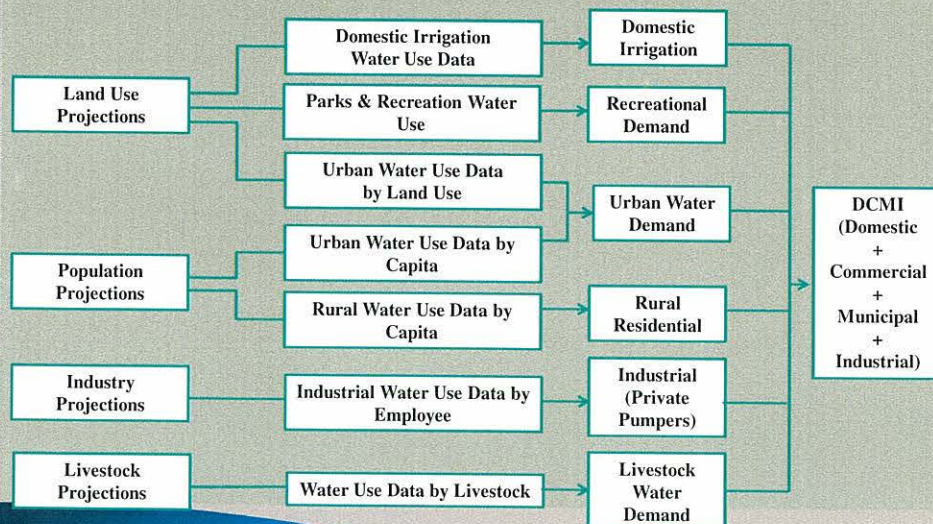 Land Use
Projections
Population
Projections
Industry
Projections
Livestock
Projections
Domestic Irrigation
Water Use Data
Parks & Recreation Water
Use
Urban Water Use Data
by Land Use
Urban Water Use Data by
Capita
Rural Water Use Data by
Capita
Industrial Water Use Data by
Employee
Water Use Data by Livestock
Domestic
Irrigation
Recreational
Demand
Urban Water
Demand
Rural
Residential
Industrial
(Private
Pumpers)
Livestock
Water
Demand
DCMI
(Domestic
+
Commercial
+
Municipal
+
Industrial)